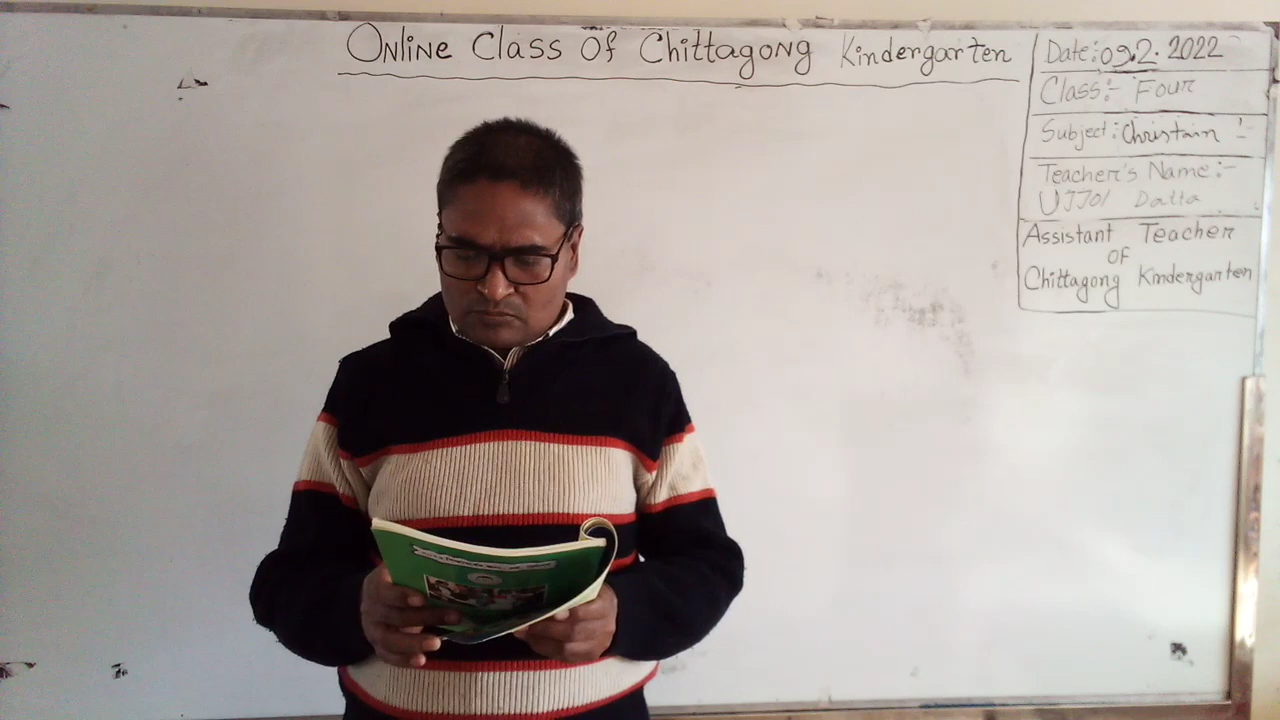 Online Class Of Chittagong Kindergarten
Date:09.2.2022
Class:- Four
Subject:Christain :-
Teacher's Name:-
UJJol Datta
Assistant Teacher
OF
Chittagong Kindergarten